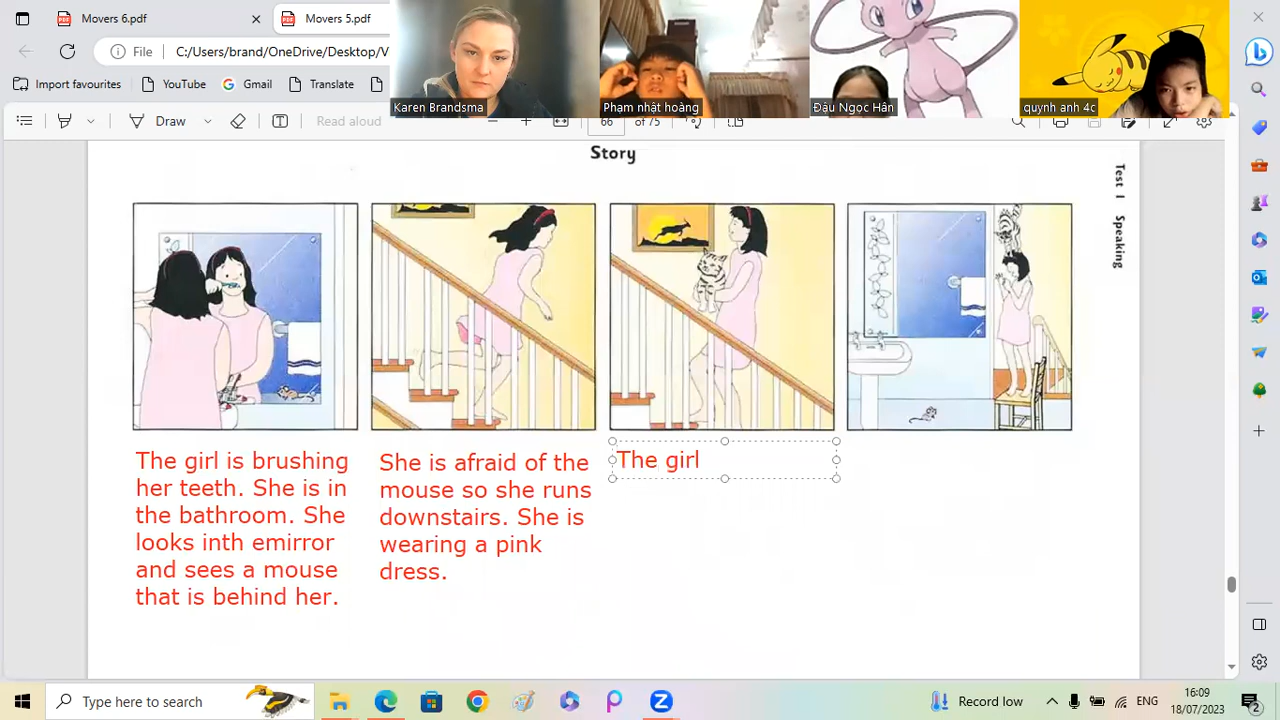 Movers 6.pdf
Movers 5.pdf
File
C:/Users/brand/OneDrive/Desktop/V
Import favourites
YouTube
Gmail
Maps
Karen Brandsma
Phạm nhật hoàng
Đậu Ngọc Hân
quynh anh 4c
Draw
Read aloud
66
of 75
Story
Test 1 Speaking
The girl is brushing
her teeth. She is in
the bathroom. She
looks inth emirror
and sees a mouse
that is behind her.
She is afraid of the
mouse so she runs
downstairs. She is
wearing a pink
dress.
The girl
Type here to search
Record low
ENG
16:09
18/07/2023
2